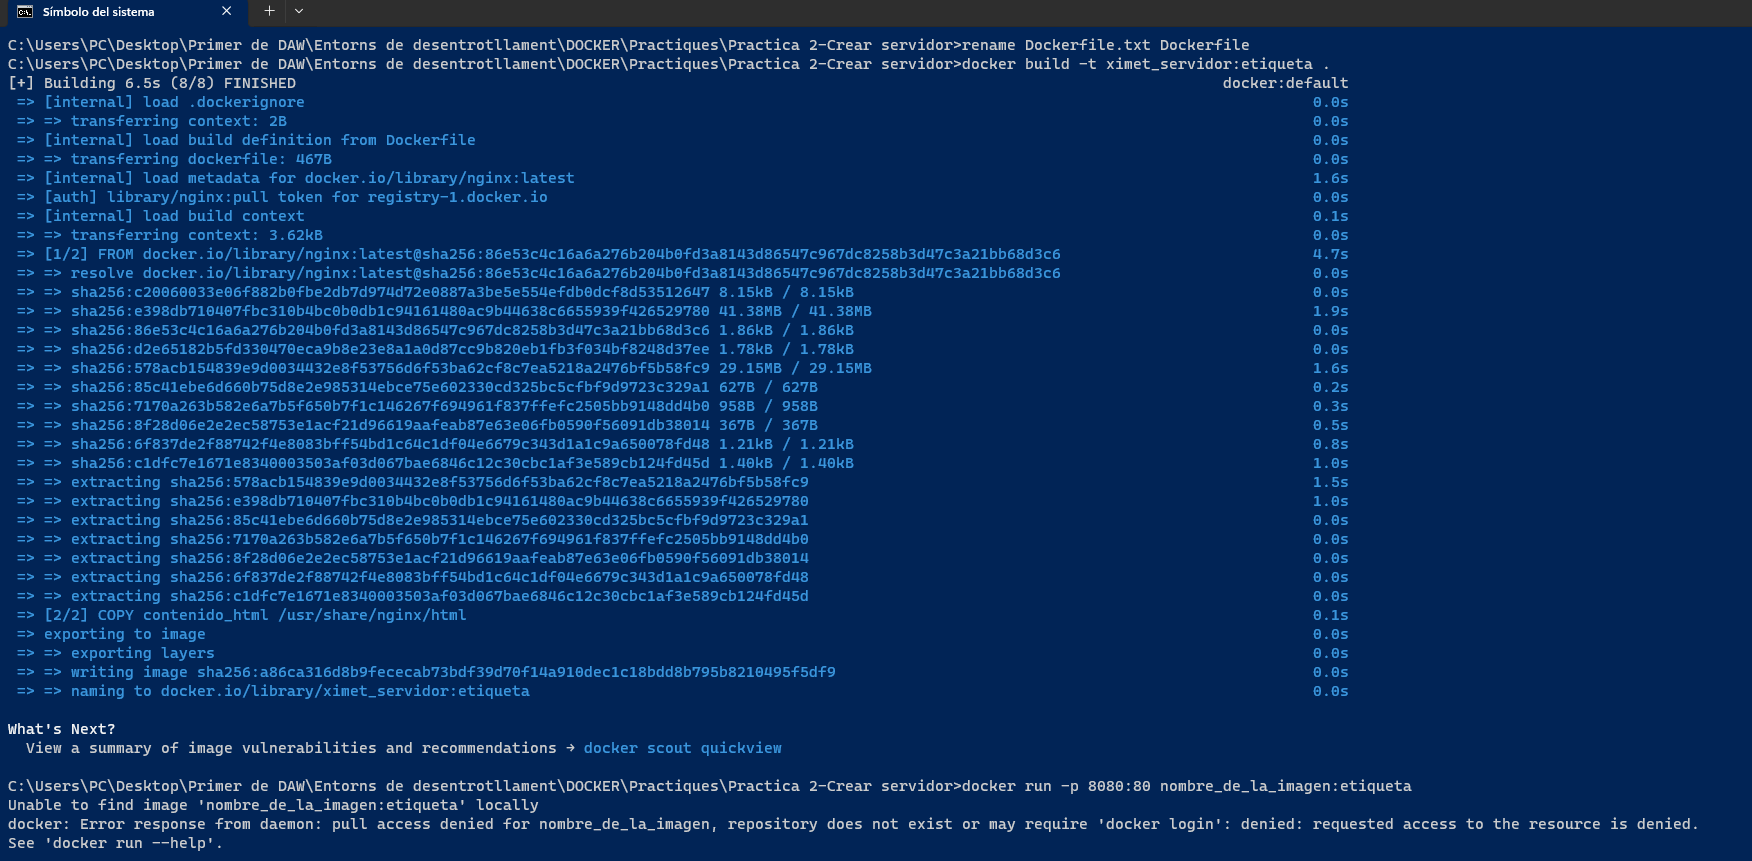 Símbolo del sistema
C:\Users\PC\Desktop\Primer de DAW\Entorns de desentrotllament\DOCKER\Practiques\Practica 2-Crear servidor>rename Dockerfile.txt Dockerfile
C:\Users\PC\Desktop\Primer de DAW\Entorns de desentrotllament\DOCKER\Practiques\Practica 2-Crear servidor>docker build -t ximet_servidor:etiqueta .
[+] Building 6.5s (8/8) FINISHED docker:default
=> [internal] load .dockerignore 0.0s
=> => transferring context: 2B 0.0s
=> [internal] load build definition from Dockerfile 0.0s
=> => transferring dockerfile: 467B 0.0s
=> [internal] load metadata for docker.io/library/nginx:latest 1.6s
=> [auth] library/nginx:pull token for registry-1.docker.io 0.0s
=> [internal] load build context 0.1s
=> => transferring context: 3.62kB 0.0s
=> [1/2] FROM docker.io/library/nginx:latest@sha256:86e53c4c16a6a276b204b0fd3a8143d86547c967dc8258b3d47c3a21bb68d3c6 4.7s
=> => resolve docker.io/library/nginx:latest@sha256:86e53c4c16a6a276b204b0fd3a8143d86547c967dc8258b3d47c3a21bb68d3c6 0.0s
=> => sha256:c20060033e06f882b0fbe2db7d974d72e0887a3be5e554efdb0dcf8d53512647 8.15kB / 8.15kB 0.0s
=> => sha256:e398db710407fbc310b4bc0b0db1c94161480ac9b44638c6655939f426529780 41.38MB / 41.38MB 1.9s
=> => sha256:86e53c4c16a6a276b204b0fd3a8143d86547c967dc8258b3d47c3a21bb68d3c6 1.86kB / 1.86kB 0.0s
=> => sha256:d2e65182b5fd330470eca9b8e23e8a1a0d87cc9b820eb1fb3f034bf8248d37ee 1.78kB / 1.78kB 0.0s
=> => sha256:578acb154839e9d0034432e8f53756d6f53ba62cf8c7ea5218a2476bf5b58fc9 29.15MB / 29.15MB 1.6s
=> => sha256:85c41ebe6d660b75d8e2e985314ebce75e602330cd325bc5cfbf9d9723c329a1 627B / 627B 0.2s
=> => sha256:7170a263b582e6a7b5f650b7f1c146267f694961f837ffefc2505bb9148dd4b0 958B / 958B 0.3s
=> => sha256:8f28d06e2e2ec58753e1acf21d96619aafeab87e63e06fb0590f56091db38014 367B / 367B 0.5s
=> => sha256:6f837de2f88742f4e8083bff54bd1c64c1df04e6679c343d1a1c9a650078fd48 1.21kB / 1.21kB 0.8s
=> => sha256:c1dfc7e1671e8340003503af03d067bae6846c12c30cbc1af3e589cb124fd45d 1.40kB / 1.40kB 1.0s
=> => extracting sha256:578acb154839e9d0034432e8f53756d6f53ba62cf8c7ea5218a2476bf5b58fc9 1.5s
=> => extracting sha256:e398db710407fbc310b4bc0b0db1c94161480ac9b44638c6655939f426529780 1.0s
=> => extracting sha256:85c41ebe6d660b75d8e2e985314ebce75e602330cd325bc5cfbf9d9723c329a1 0.0s
=> => extracting sha256:7170a263b582e6a7b5f650b7f1c146267f694961f837ffefc2505bb9148dd4b0 0.0s
=> => extracting sha256:8f28d06e2e2ec58753e1acf21d96619aafeab87e63e06fb0590f56091db38014 0.0s
=> => extracting sha256:6f837de2f88742f4e8083bff54bd1c64c1df04e6679c343d1a1c9a650078fd48 0.0s
=> => extracting sha256:c1dfc7e1671e8340003503af03d067bae6846c12c30cbc1af3e589cb124fd45d 0.0s
=> [2/2] COPY contenido_html /usr/share/nginx/html 0.1s
=> exporting to image 0.0s
=> => exporting layers 0.0s
=> => writing image sha256:a86ca316d8b9fececab73bdf39d70f14a910dec1c18bdd8b795b8210495f5df9 0.0s
=> => naming to docker.io/library/ximet_servidor:etiqueta 0.0s
What's Next?
View a summary of image vulnerabilities and recommendations → docker scout quickview
C:\Users\PC\Desktop\Primer de DAW\Entorns de desentrotllament\DOCKER\Practiques\Practica 2-Crear servidor>docker run -p 8080:80 nombre_de_la_imagen:etiqueta
Unable to find image 'nombre_de_la_imagen:etiqueta' locally
docker: Error response from daemon: pull access denied for nombre_de_la_imagen, repository does not exist or may require 'docker login': denied: requested access to the resource is denied.
See 'docker run --help'.